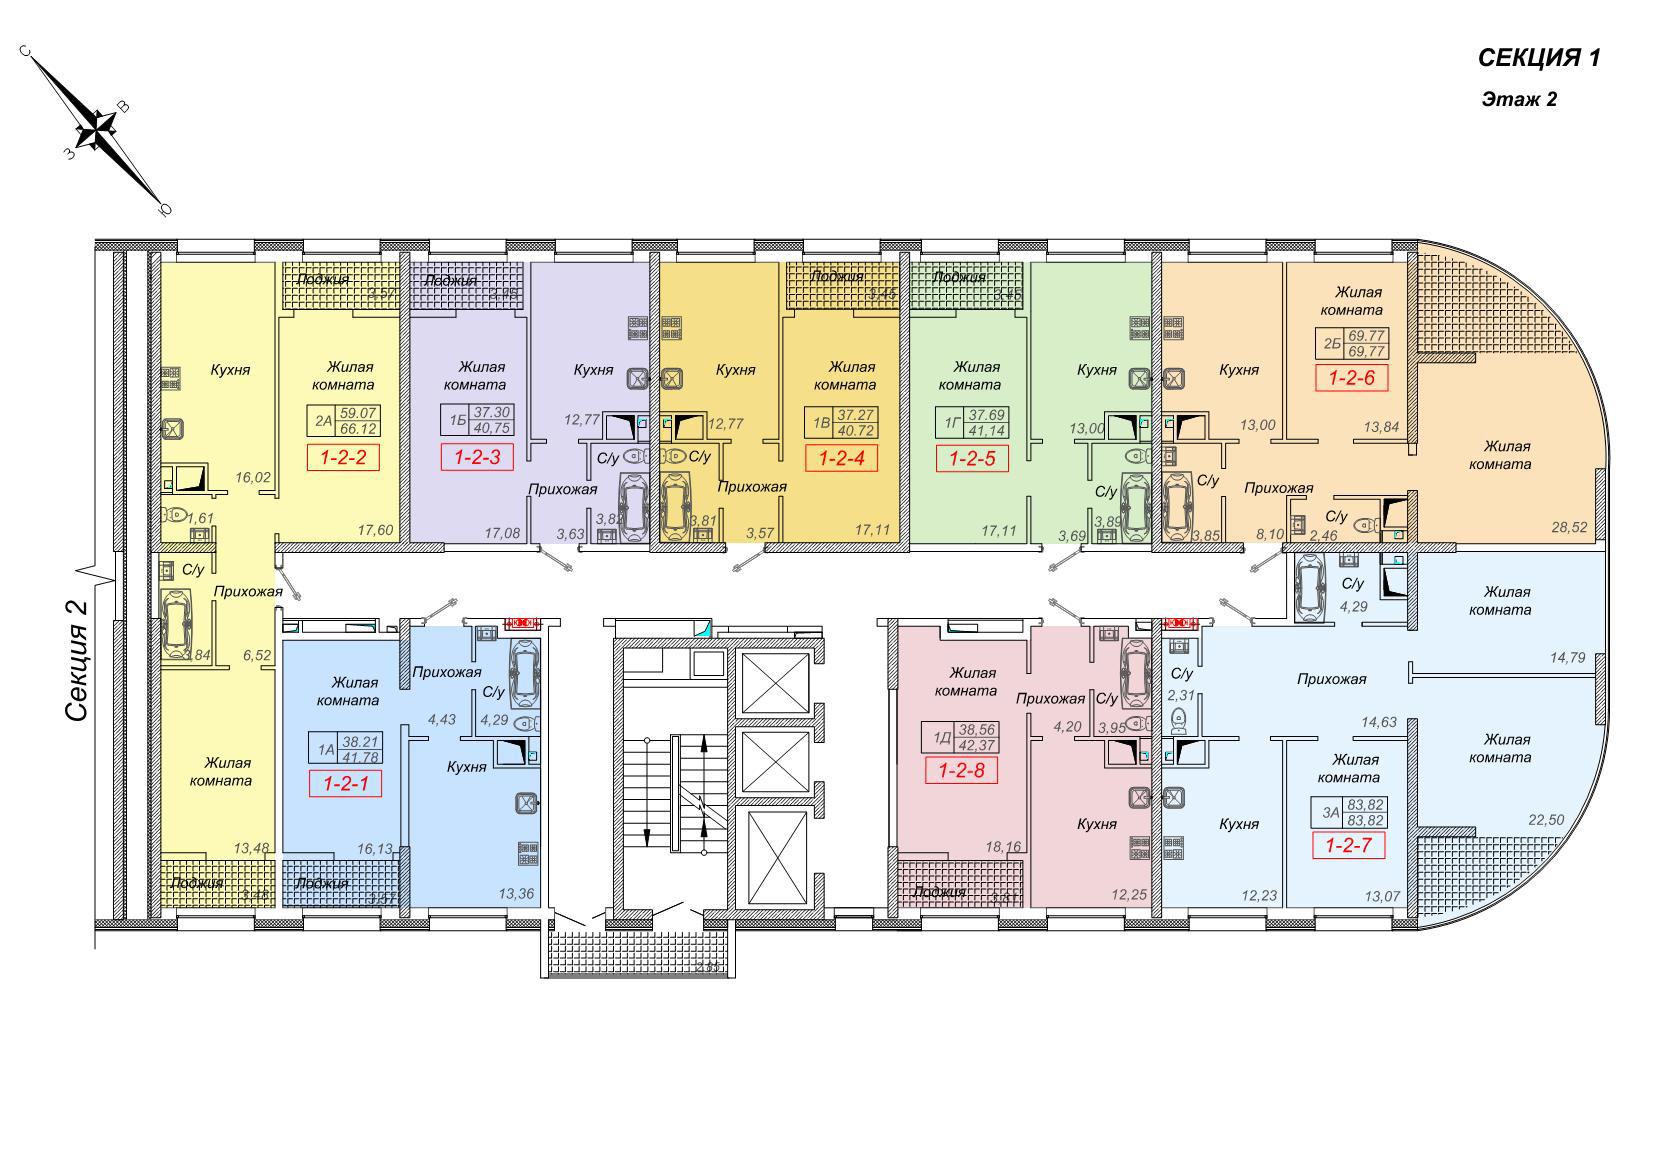 СЕКЦИЯ 1
Этаж 2
С
В
З
Ю
Секция 2
Лоджия
3,57
Кухня
Жилая
комната
2А 59.07
66.12
1-2-2
16,02
17,60
1,61
С/у
Прихожая
3,84
6,52
Жилая
комната
13,48
Лоджия
3,48
Лоджия
3,45
Жилая
комната
Кухня
1Б 37.30
40,75
1-2-3
12,77
С/у
Прихожая
17,08
3,63
3,82
Лоджия
3,45
Кухня
Жилая
комната
1В 37.27
40.72
1-2-4
12,77
С/у
Прихожая
3,81
3,57
17,11
Лоджия
3,45
Жилая
комната
Кухня
1Г 37.69
41,14
1-2-5
13,00
С/у
17,11
3,69
3,89
Жилая
комната
2Б 69.77
69,77
1-2-6
Кухня
13,00
13,84
Жилая
комната
С/у
Прихожая
С/у
3,85
8,10
2,46
28,52
Жилая
комната
1А 38.21
41.78
1-2-1
16,13
Прихожая
4,43
С/у
4,29
Кухня
13,36
Лоджия
3,57
2,85
Жилая
комната
1Д 38,56
42,37
1-2-8
18,16
Прихожая
4,20
С/у
3,95
Кухня
12,25
Лоджия
3,81
С/у
4,29
Жилая
комната
14,79
С/у
2,31
Прихожая
14,63
Жилая
комната
22,50
Кухня
12,23
Жилая
комната
3А 83,82
83,82
1-2-7
13,07